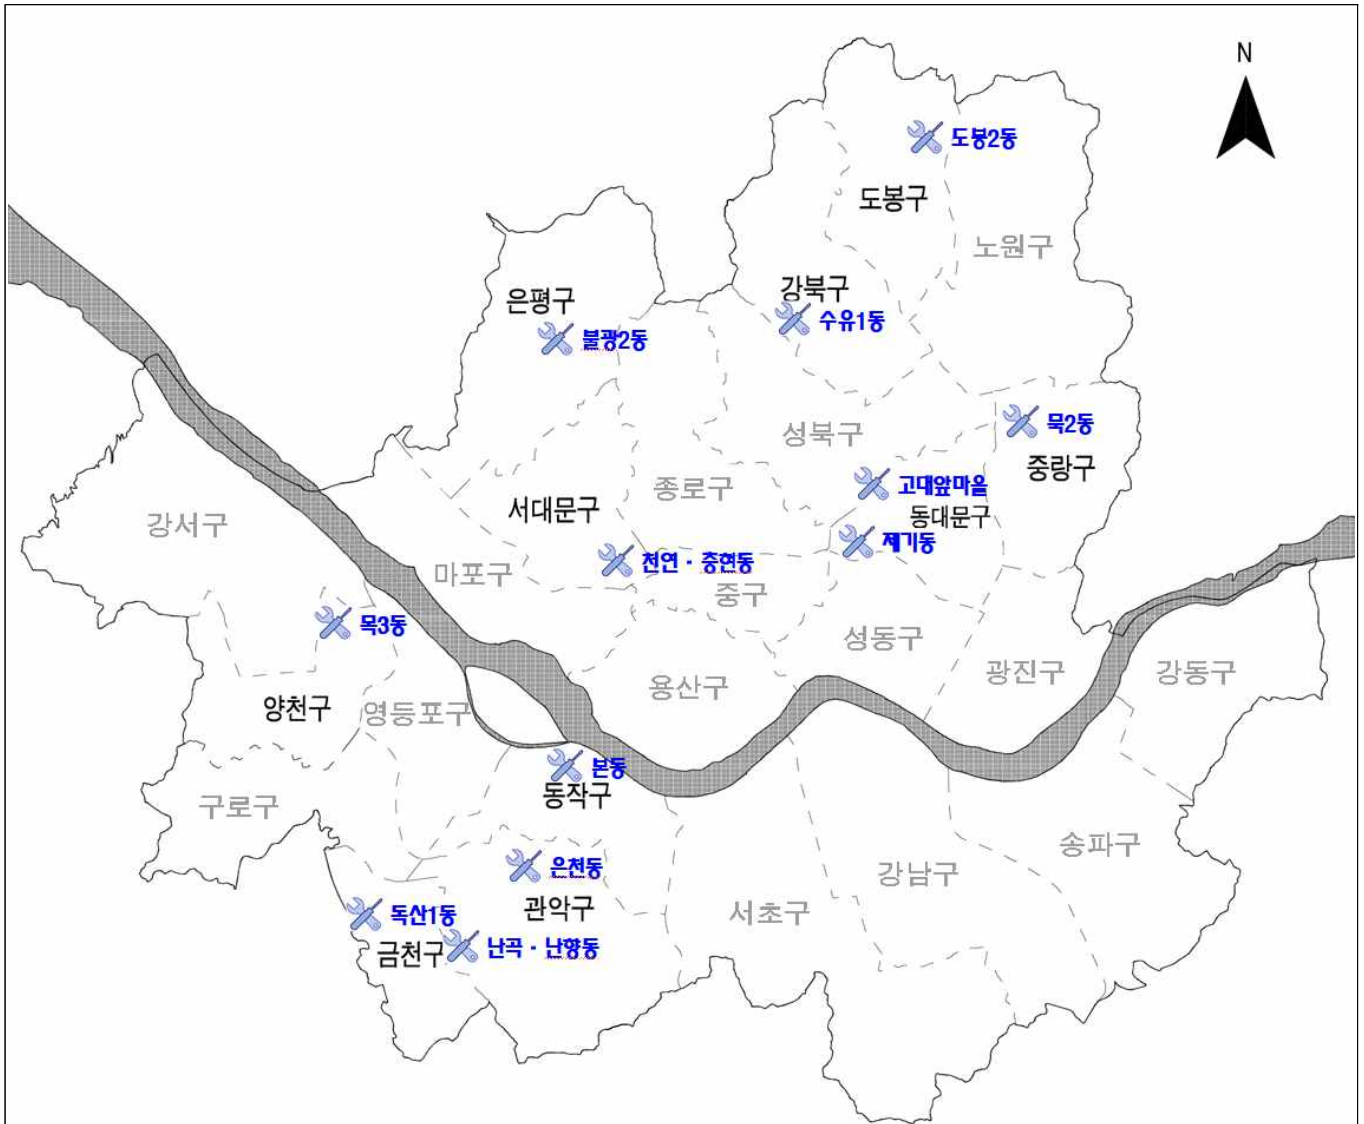 N
도봉2동
도봉구
노원구
강북구
수유1동
은평구
불광2동
묵2동
중랑구
성북구
고대앞마을
동대문구
제기동
종로구
서대문구
천연 · 충현동
중구
강서구
마포구
목3동
성동구
광진구
강동구
용산구
양천구
영등포구
본동
동작구
구로구
송파구
은천동
강남구
관악구
서초구
독산1동
금천구
난곡 · 난향동